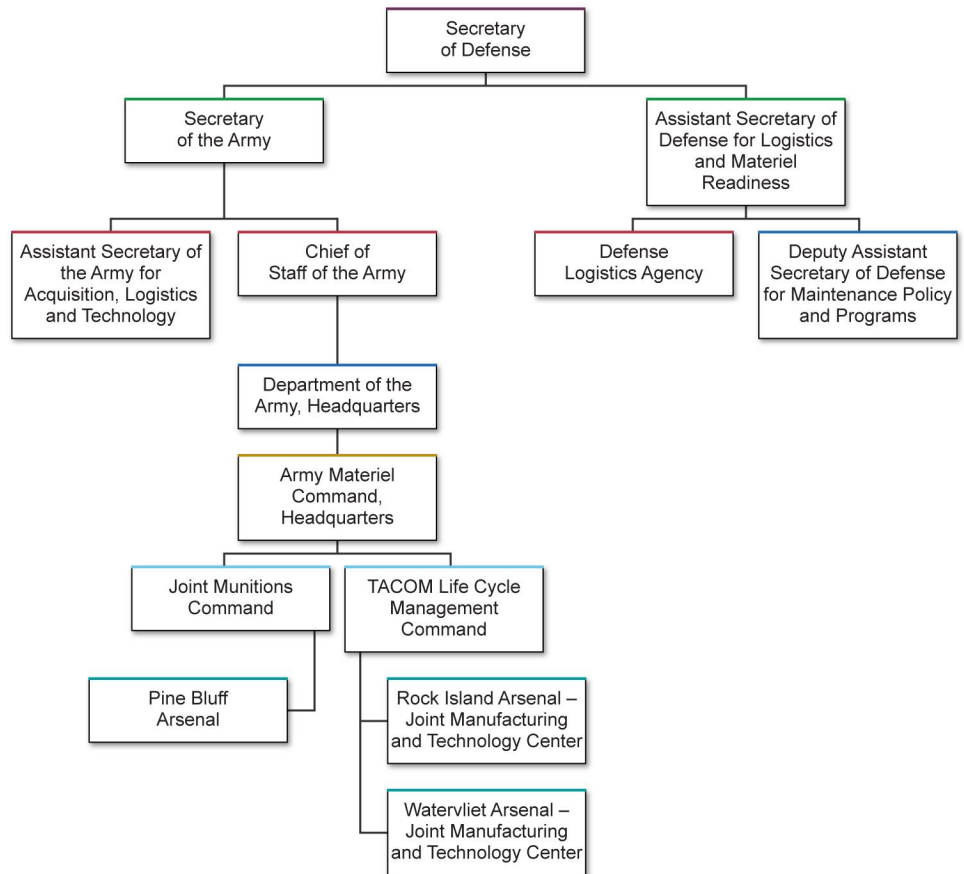 Secretary
of Defense
Secretary
of the Army
Assistant Secretary of
Defense for Logistics
and Materiel
Readiness
Assistant Secretary of
the Army for
Acquisition, Logistics
and Technology
Chief of
Staff of the Army
Defense
Logistics Agency
Deputy Assistant
Secretary of Defense
for Maintenance Policy
and Programs
Department of the
Army, Headquarters
Army Materiel
Command,
Headquarters
Joint Munitions
Command
TACOM Life Cycle
Management
Command
Pine Bluff
Arsenal
Rock Island Arsenal –
Joint Manufacturing
and Technology Center
Watervliet Arsenal –
Joint Manufacturing
and Technology Center